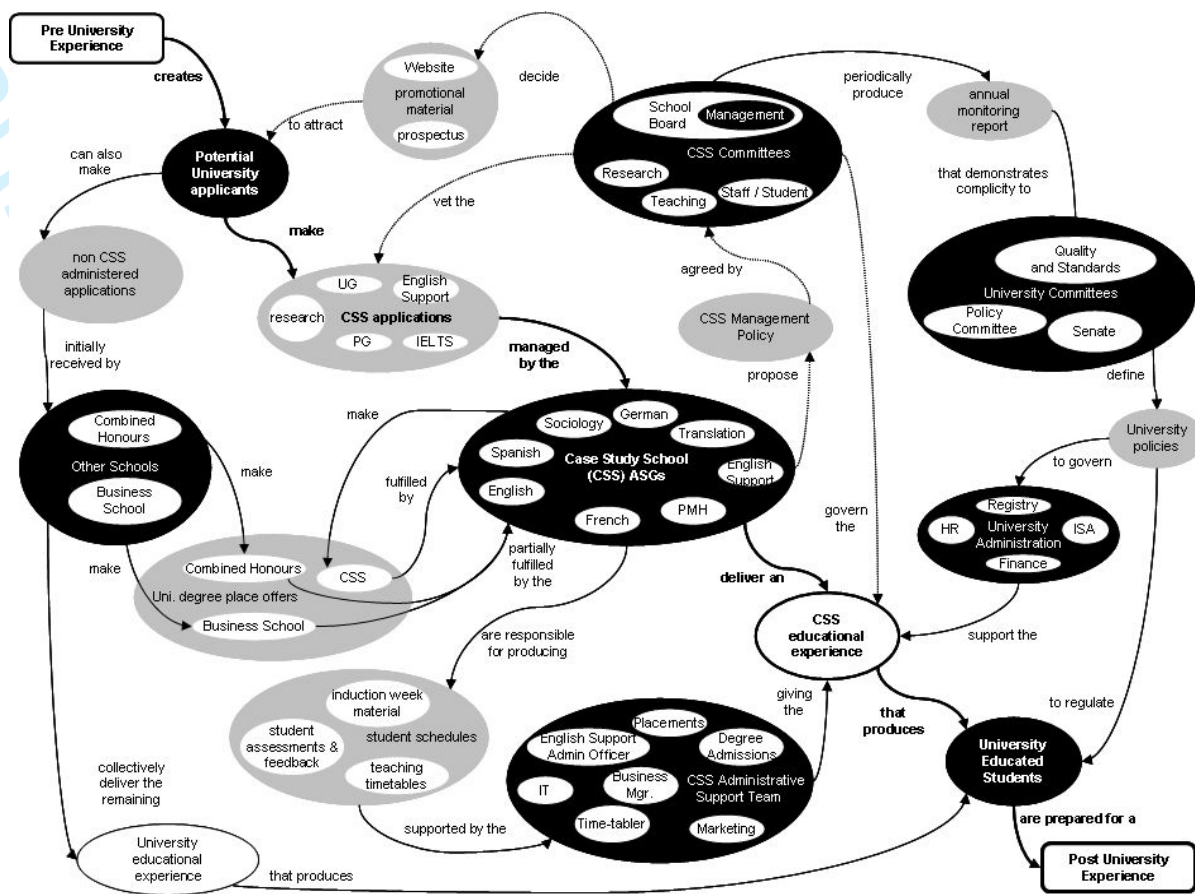 Pre University
Experience
creates
Website
promotional
material
prospectus
decide
to attract
School
Board
Management
CSS Committees
Research
Teaching
Staff / Student
periodically
produce
annual
monitoring
report
can also
make
Potential
University
applicants
vet the
that demonstrates
complicity to
make
non CSS
administered
applications
UG
English
Support
research
CSS applications
PG
IELTS
agreed by
CSS Management
Policy
Quality
and Standards
University Committees
Policy
Committee
Senate
initially
received by
managed
by the
propose
define
Combined
Honours
Other Schools
Business
School
make
make
fulfilled
by
German
Sociology
Translation
Spanish
Case Study School
(CSS) ASGs
English
Support
English
PMH
French
University
policies
to govern
govern
the
Registry
HR
University
Administration
ISA
Finance
make
Combined Honours
CSS
Uni. degree place offers
Business School
partially
fulfilled
by the
deliver an
CSS
educational
experience
support the
are responsible
for producing
induction week
material
student
assessments &
feedback
student schedules
teaching
timetables
giving
the
that
produces
to regulate
Placements
English Support
Admin Officer
Degree
Admissions
IT
Business
Mgr.
CSS Administrative
Support Team
Time-tabler
Marketing
University
Educated
Students
collectively
deliver the
remaining
supported by the
are prepared for a
University
educational
experience
that produces
Post University
Experience